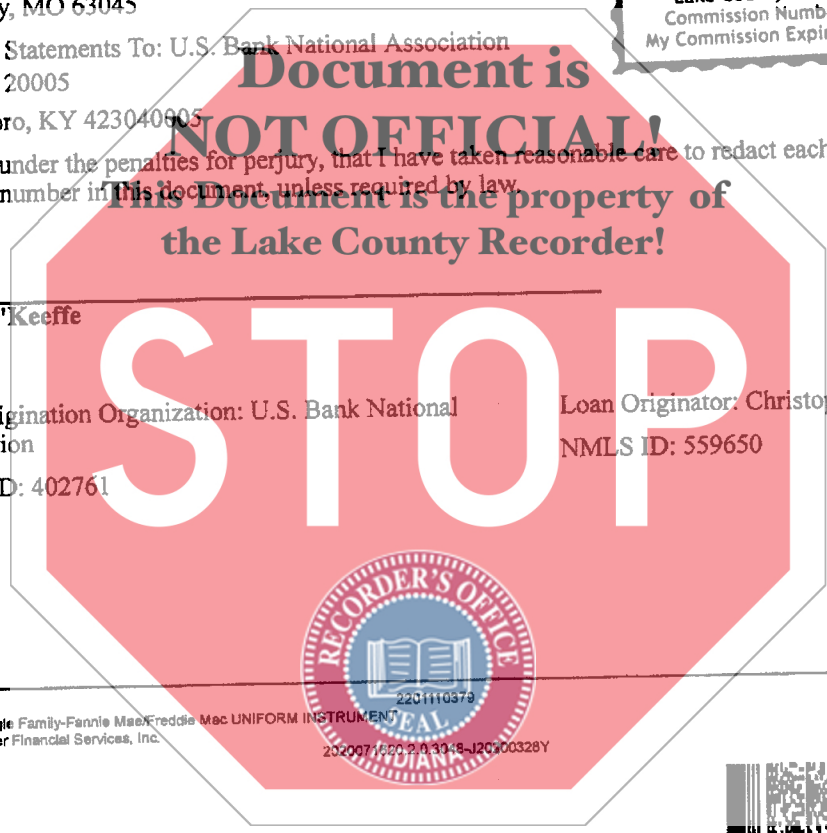 y, MO 63045
Commission Numb
My Commission Expi
Statements To: U.S. Bank National Association
20005
Document is
ro, KY 423040005
NOT OFFICIAL!
under the penalties for perjury, that I have taken reasonable care to redact each
number in this document, unless required by law.
This Document is the property of
the Lake County Recorder!
'Keeffe
STOP
igination Organization: U.S. Bank National
Loan Originator: Christo
ion
NMLS ID: 559650
D: 402761
RECORDER'S OFFICE
SEAL
INDIANA
2201110379
le Family-Fannie Mae/Freddie Mac UNIFORM INSTRUMENT
r Financial Services, Inc.